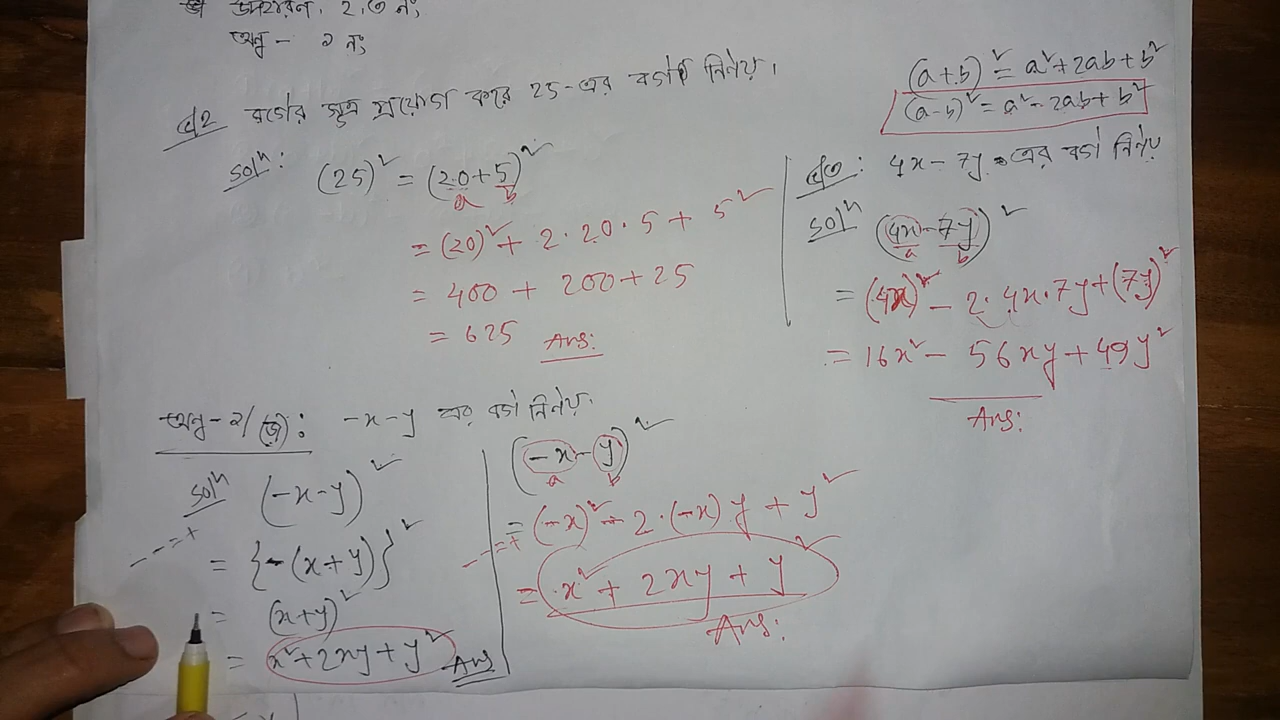 উদাহরন: 2,৩ নং
অনু - ২ নং
(a+b)² = a²+2ab+b²
(a-b)² = a²-2ab+b²
বর্গের সূত্র প্রয়োগ করে 25-এর বর্গ নির্ণয়।
solⁿ: (25)² = (20+5)²
a b
= (20)² + 2·20·5 + 5²
= 400 + 200+25
= 625 Ans:
4x-7y এর বর্গ নির্ণয়
solⁿ (4x-7y)²
a b
= (4x)² - 2·4x·7y+(7y)²
= 16x² - 56xy+49y²
Ans:
অনু-২/(জ): -x-y এর বর্গ নির্ণয়।
solⁿ (-x-y)²
- - = +
= {-(x+y)}²
= (x+y)²
= x²+2xy+y² Ans
(-x-y)²
a b
= (-x)² - 2·(-x)y + y²
- - = +
= x² + 2xy + y²
Ans: